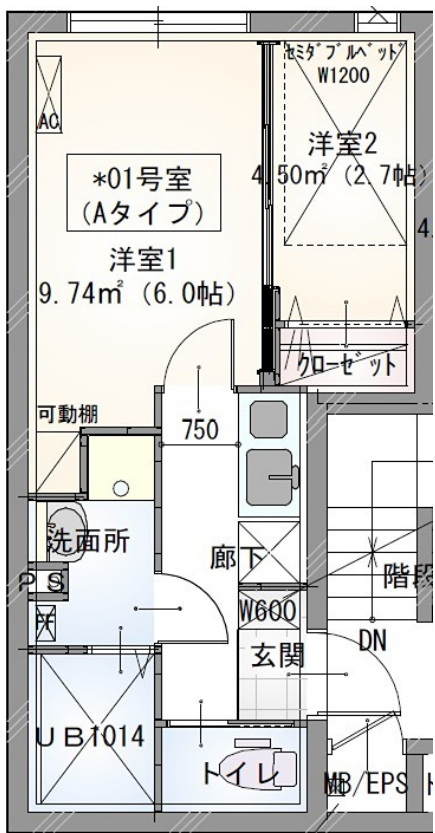 セミダブルベッド
W1200
AC
洋室2
4.50㎡（2.7帖）
*01号室
（Aタイプ）
洋室1
9.74㎡（6.0帖）
4.
クローゼット
可動棚
750
洗面所
廊下
PS
階段
W600
DN
玄関
UB1014
トイレ
MB/EPS